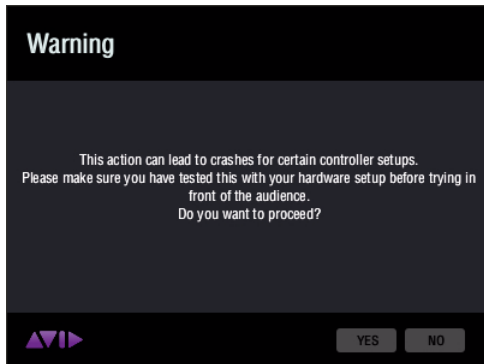 Warning
This action can lead to crashes for certain controller setups.
Please make sure you have tested this with your hardware setup before trying in
front of the audience.
Do you want to proceed?
AVID
YES
NO